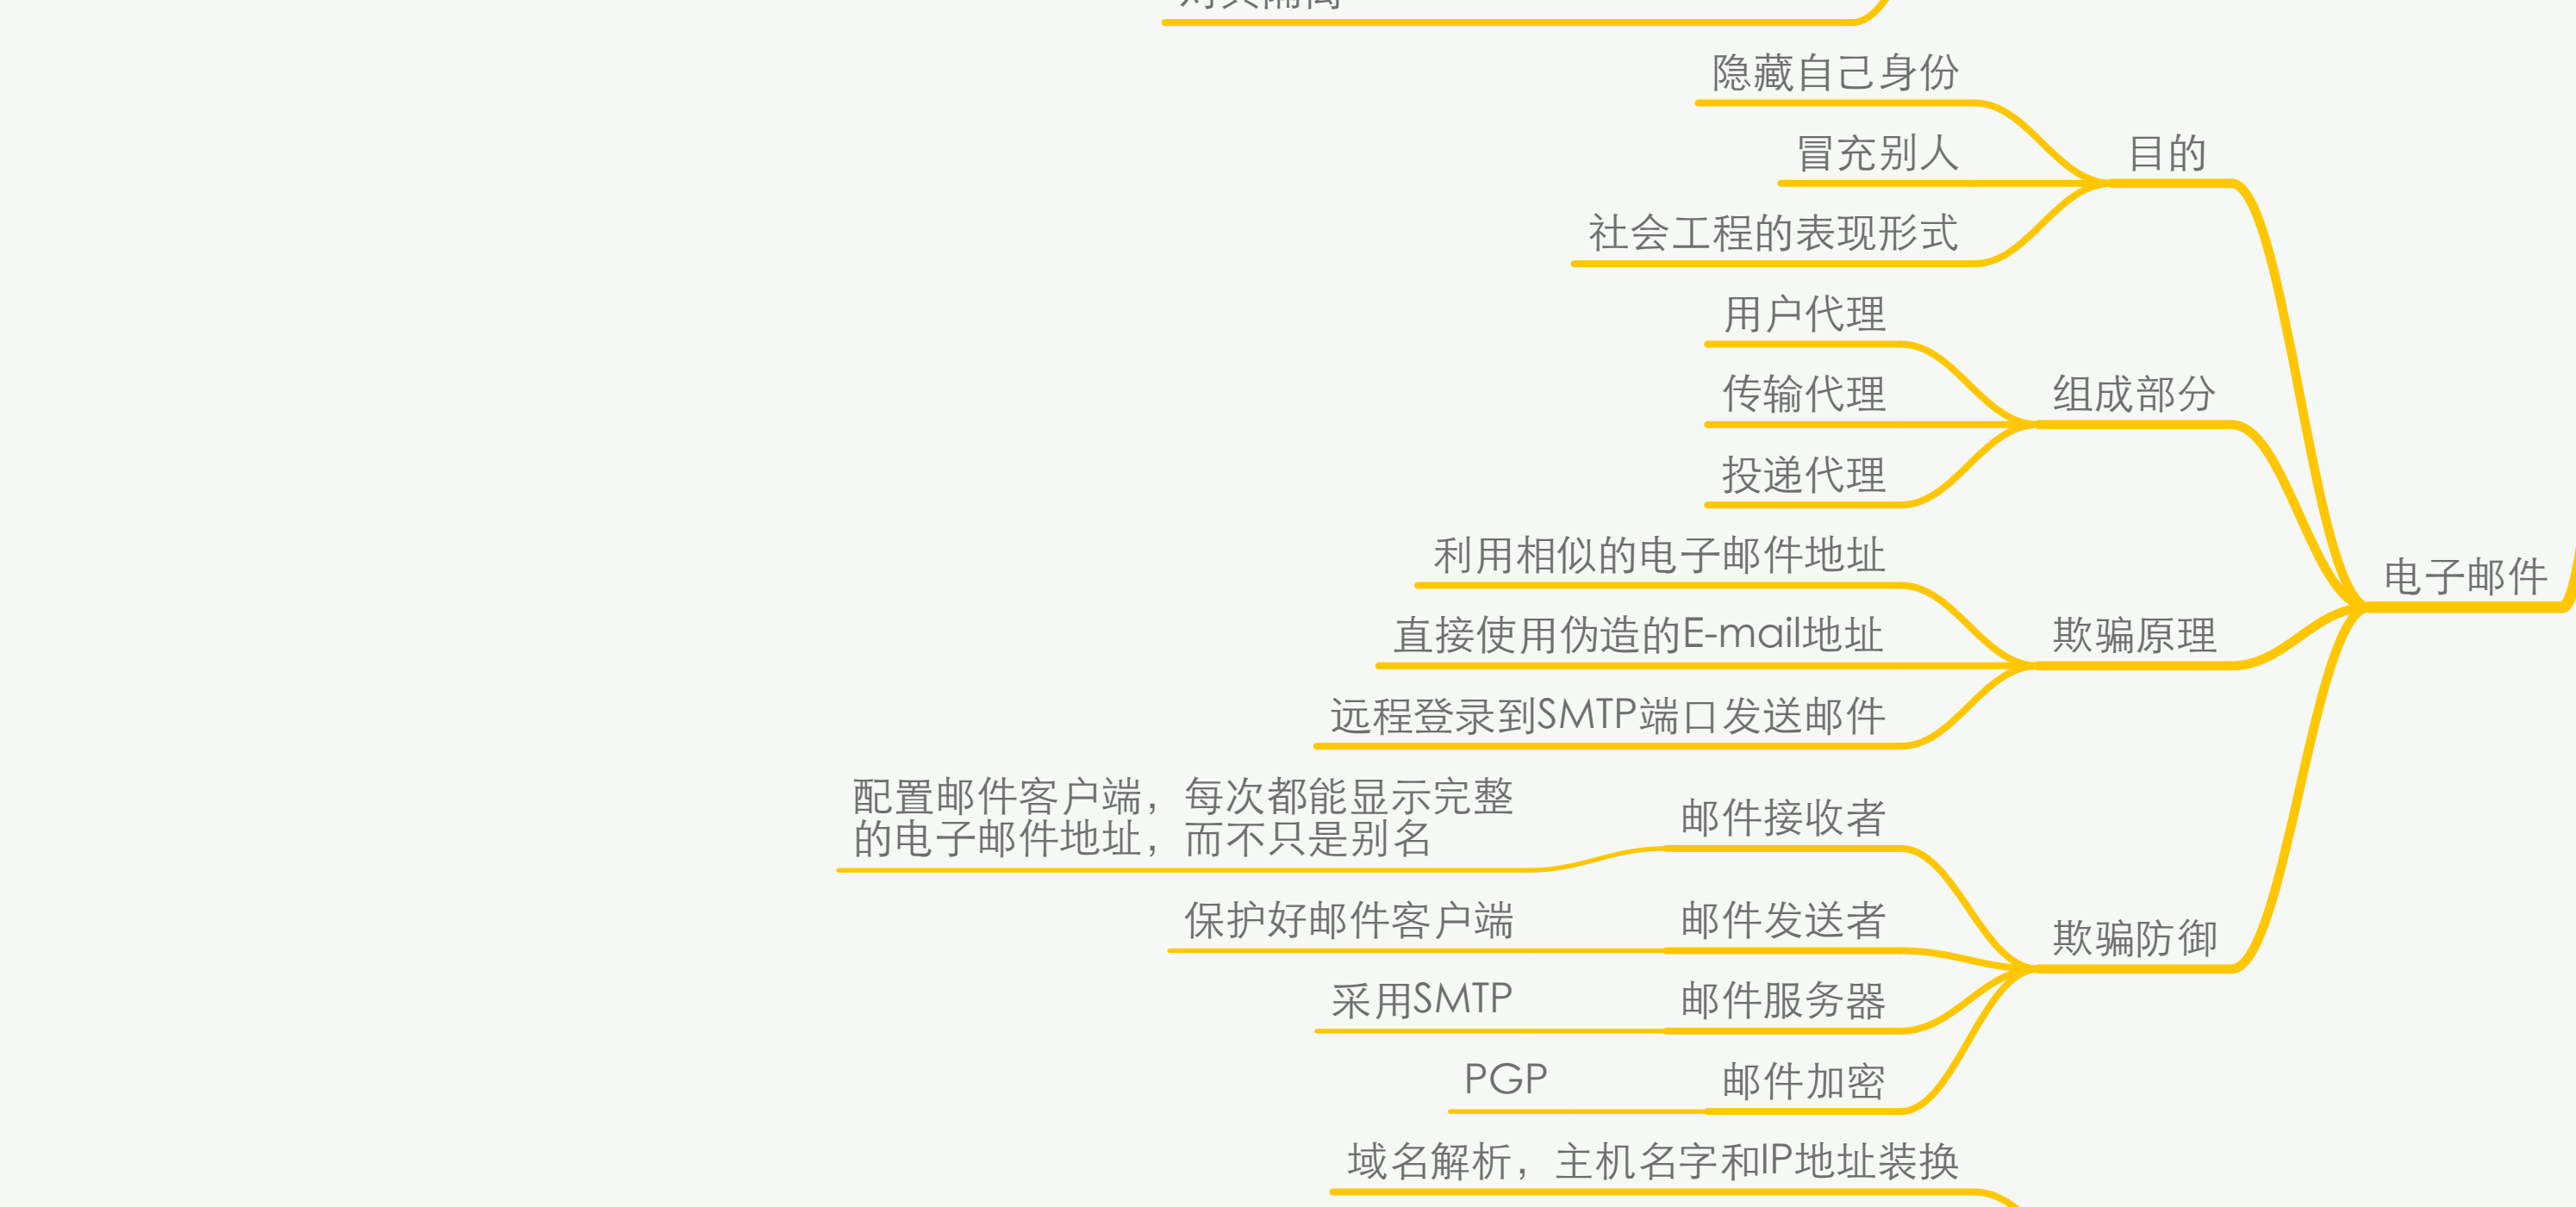 隐藏自己身份
冒充别人
目的
社会工程的表现形式
用户代理
传输代理
组成部分
投递代理
利用相似的电子邮件地址
电子邮件
直接使用伪造的E-mail地址
欺骗原理
远程登录到SMTP端口发送邮件
配置邮件客户端，每次都能显示完整
的电子邮件地址，而不只是别名
邮件接收者
保护好邮件客户端
邮件发送者
欺骗防御
采用SMTP
邮件服务器
PGP
邮件加密
域名解析，主机名字和IP地址装换